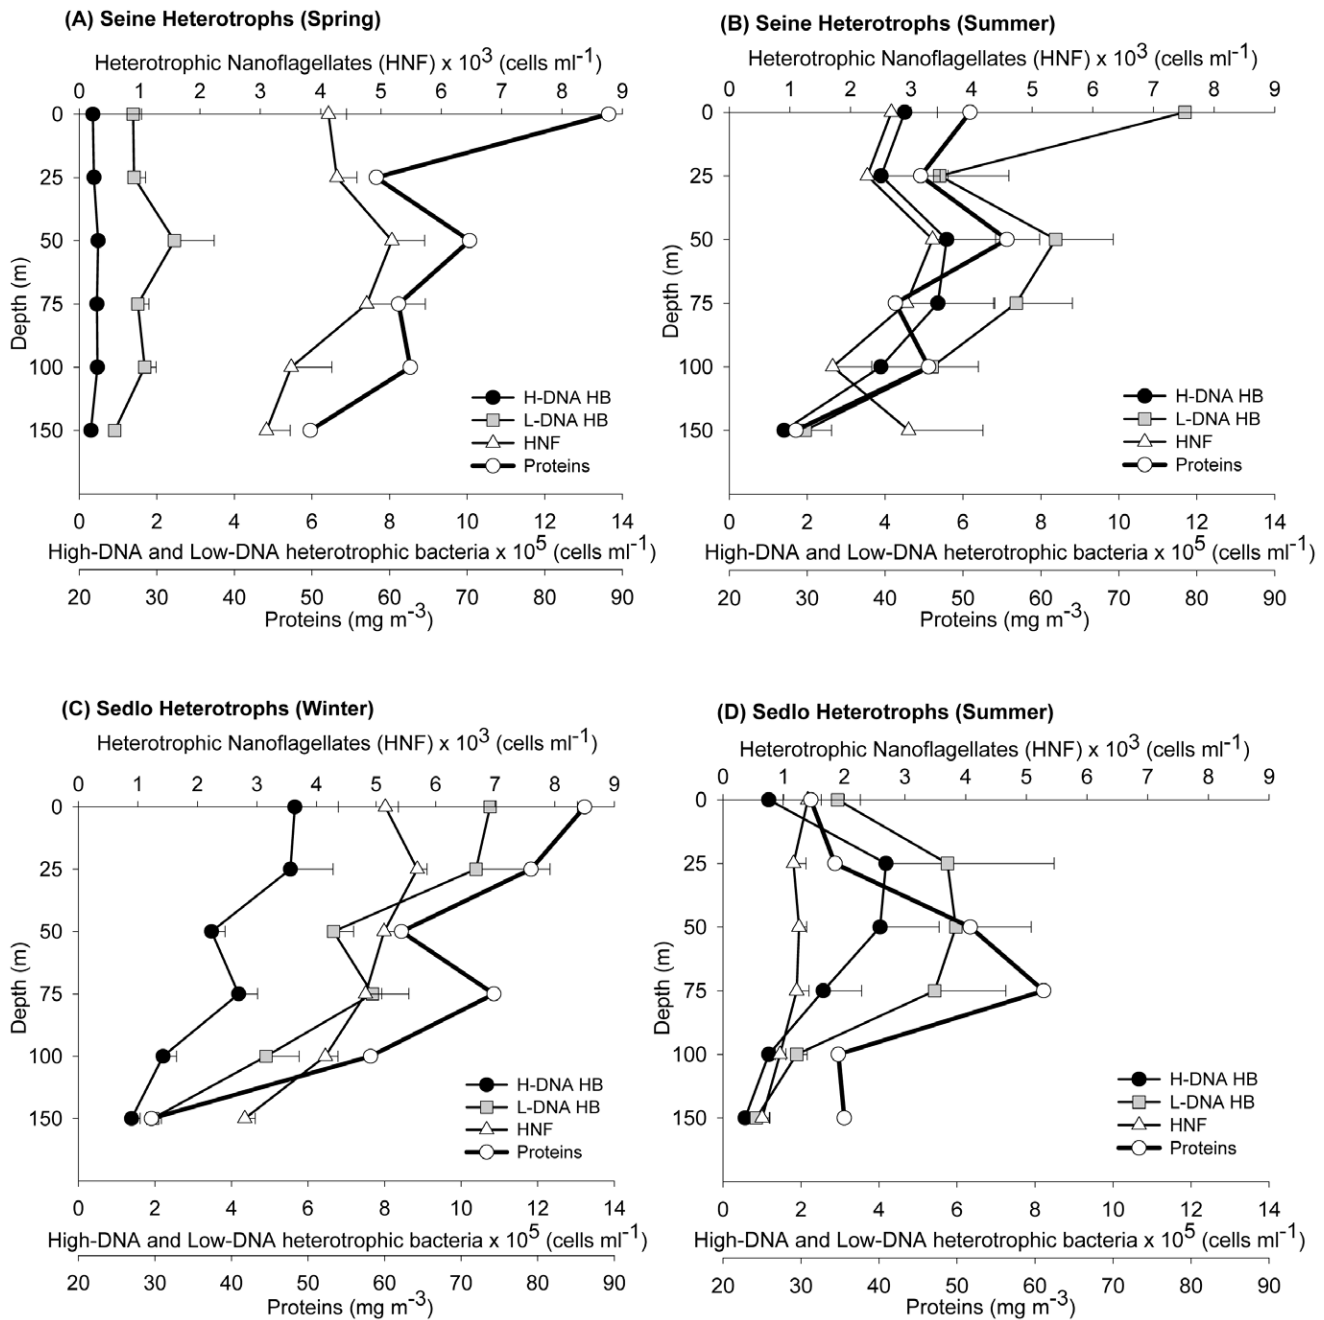 (A) Seine Heterotrophs (Spring)
Heterotrophic Nanoflagellates (HNF) x 10³ (cells ml⁻¹)
0 1 2 3 4 5 6 7 8 9
0
25
50
75
100
150
Depth (m)
H-DNA HB
L-DNA HB
HNF
Proteins
0 2 4 6 8 10 12 14
High-DNA and Low-DNA heterotrophic bacteria x 10⁵ (cells ml⁻¹)
20 30 40 50 60 70 80 90
Proteins (mg m⁻³)
(B) Seine Heterotrophs (Summer)
Heterotrophic Nanoflagellates (HNF) x 10³ (cells ml⁻¹)
0 1 2 3 4 5 6 7 8 9
0
25
50
75
100
150
Depth (m)
H-DNA HB
L-DNA HB
HNF
Proteins
0 2 4 6 8 10 12 14
High-DNA and Low-DNA heterotrophic bacteria x 10⁵ (cells ml⁻¹)
20 30 40 50 60 70 80 90
Proteins (mg m⁻³)
(C) Sedlo Heterotrophs (Winter)
Heterotrophic Nanoflagellates (HNF) x 10³ (cells ml⁻¹)
0 1 2 3 4 5 6 7 8 9
0
25
50
75
100
150
Depth (m)
H-DNA HB
L-DNA HB
HNF
Proteins
0 2 4 6 8 10 12 14
High-DNA and Low-DNA heterotrophic bacteria x 10⁵ (cells ml⁻¹)
20 30 40 50 60 70 80 90
Proteins (mg m⁻³)
(D) Sedlo Heterotrophs (Summer)
Heterotrophic Nanoflagellates (HNF) x 10³ (cells ml⁻¹)
0 1 2 3 4 5 6 7 8 9
0
25
50
75
100
150
Depth (m)
H-DNA HB
L-DNA HB
HNF
Proteins
0 2 4 6 8 10 12 14
High-DNA and Low-DNA heterotrophic bacteria x 10⁵ (cells ml⁻¹)
20 30 40 50 60 70 80 90
Proteins (mg m⁻³)